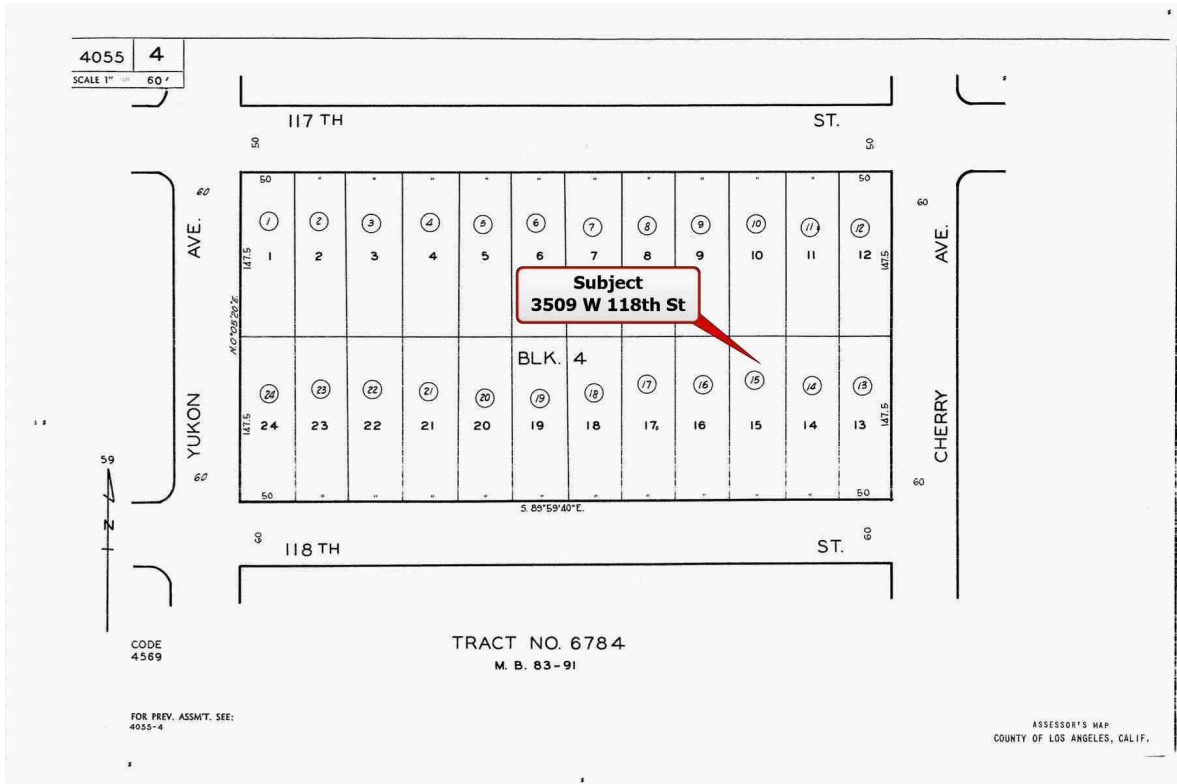 4055 4
SCALE 1" = 60'
117 TH ST.
50 50
60 60
50 " " " " " " " " " " 50
1 2 3 4 5 6 7 8 9 10 11 12
AVE. AVE.
147.5 1 2 3 4 5 6 7 8 9 10 11 12 147.5
Subject
3509 W 118th St
N.0°05'20"E.
BLK. 4
24 23 22 21 20 19 18 17 16 15 14 13
YUKON CHERRY
147.5 24 23 22 21 20 19 18 17 16 15 14 13 147.5
59
60 60
N
50 " " " " " " " " " " 50
S. 89°59'40"E.
60 60
118 TH ST.
CODE
4569
TRACT NO. 6784
M. B. 83-91
FOR PREV. ASSM'T. SEE:
4055-4
ASSESSOR'S MAP
COUNTY OF LOS ANGELES, CALIF.